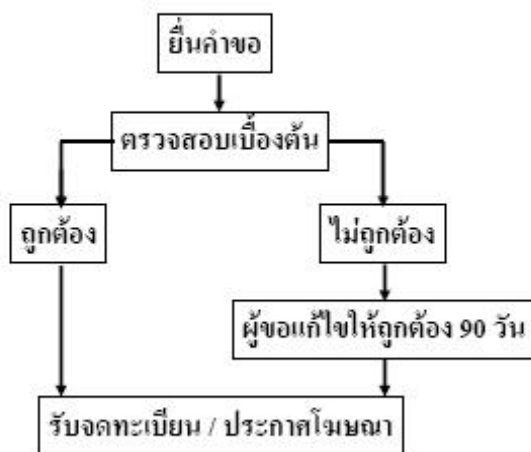 ยื่นคำขอ
ตรวจสอบเบื้องต้น
ถูกต้อง
ไม่ถูกต้อง
ผู้ขอแก้ไขให้ถูกต้อง 90 วัน
รับจดทะเบียน / ประกาศโฆษณา